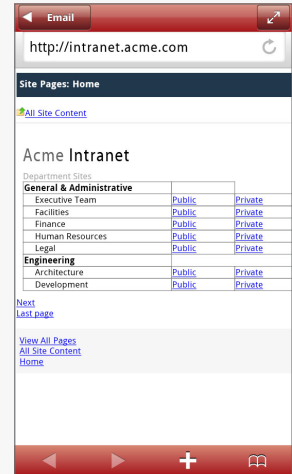 Email
http://intranet.acme.com
Site Pages: Home
All Site Content
Acme Intranet
Department Sites
General & Administrative
Executive Team Public Private
Facilities Public Private
Finance Public Private
Human Resources Public Private
Legal Public Private
Engineering
Architecture Public Private
Development Public Private
Next
Last page
View All Pages
All Site Content
Home